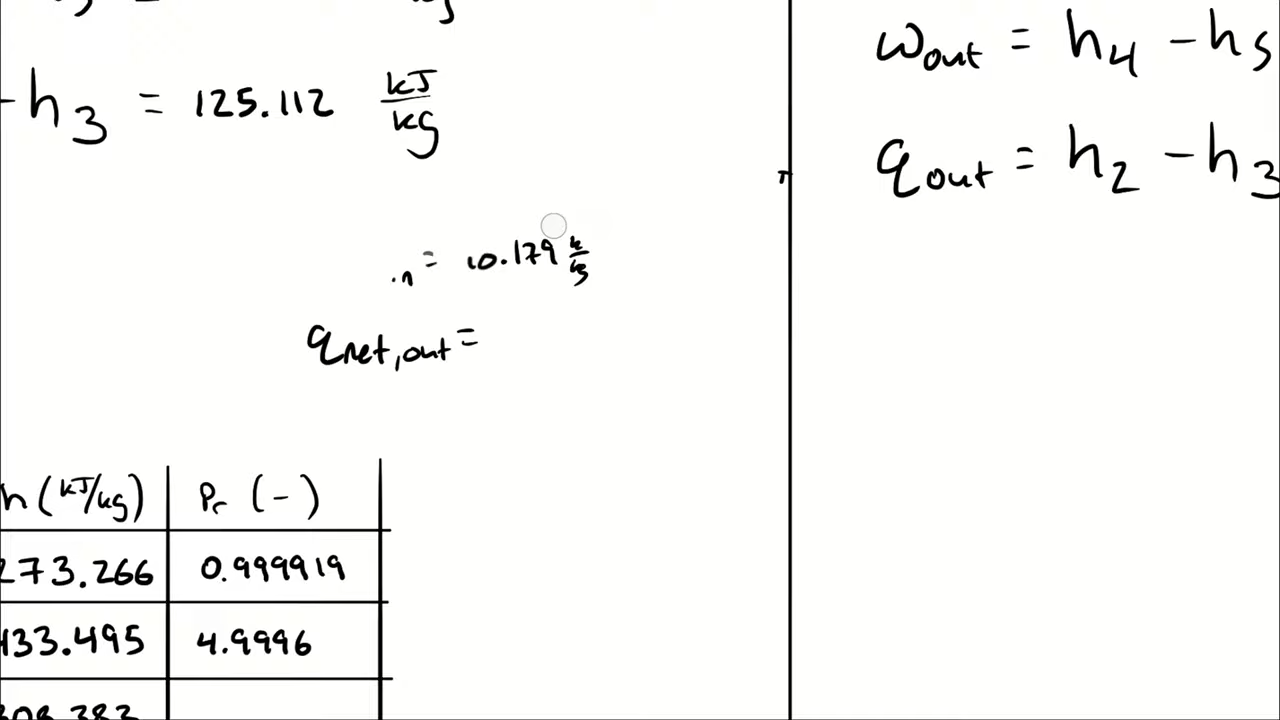 - h3 = 125.112 kJ/kg
= 10.179
qnet,out =
h (kJ/kg) Pr (-)
273.266 0.999919
433.495 4.9996
wout = h4 - h5
qout = h2 - h3